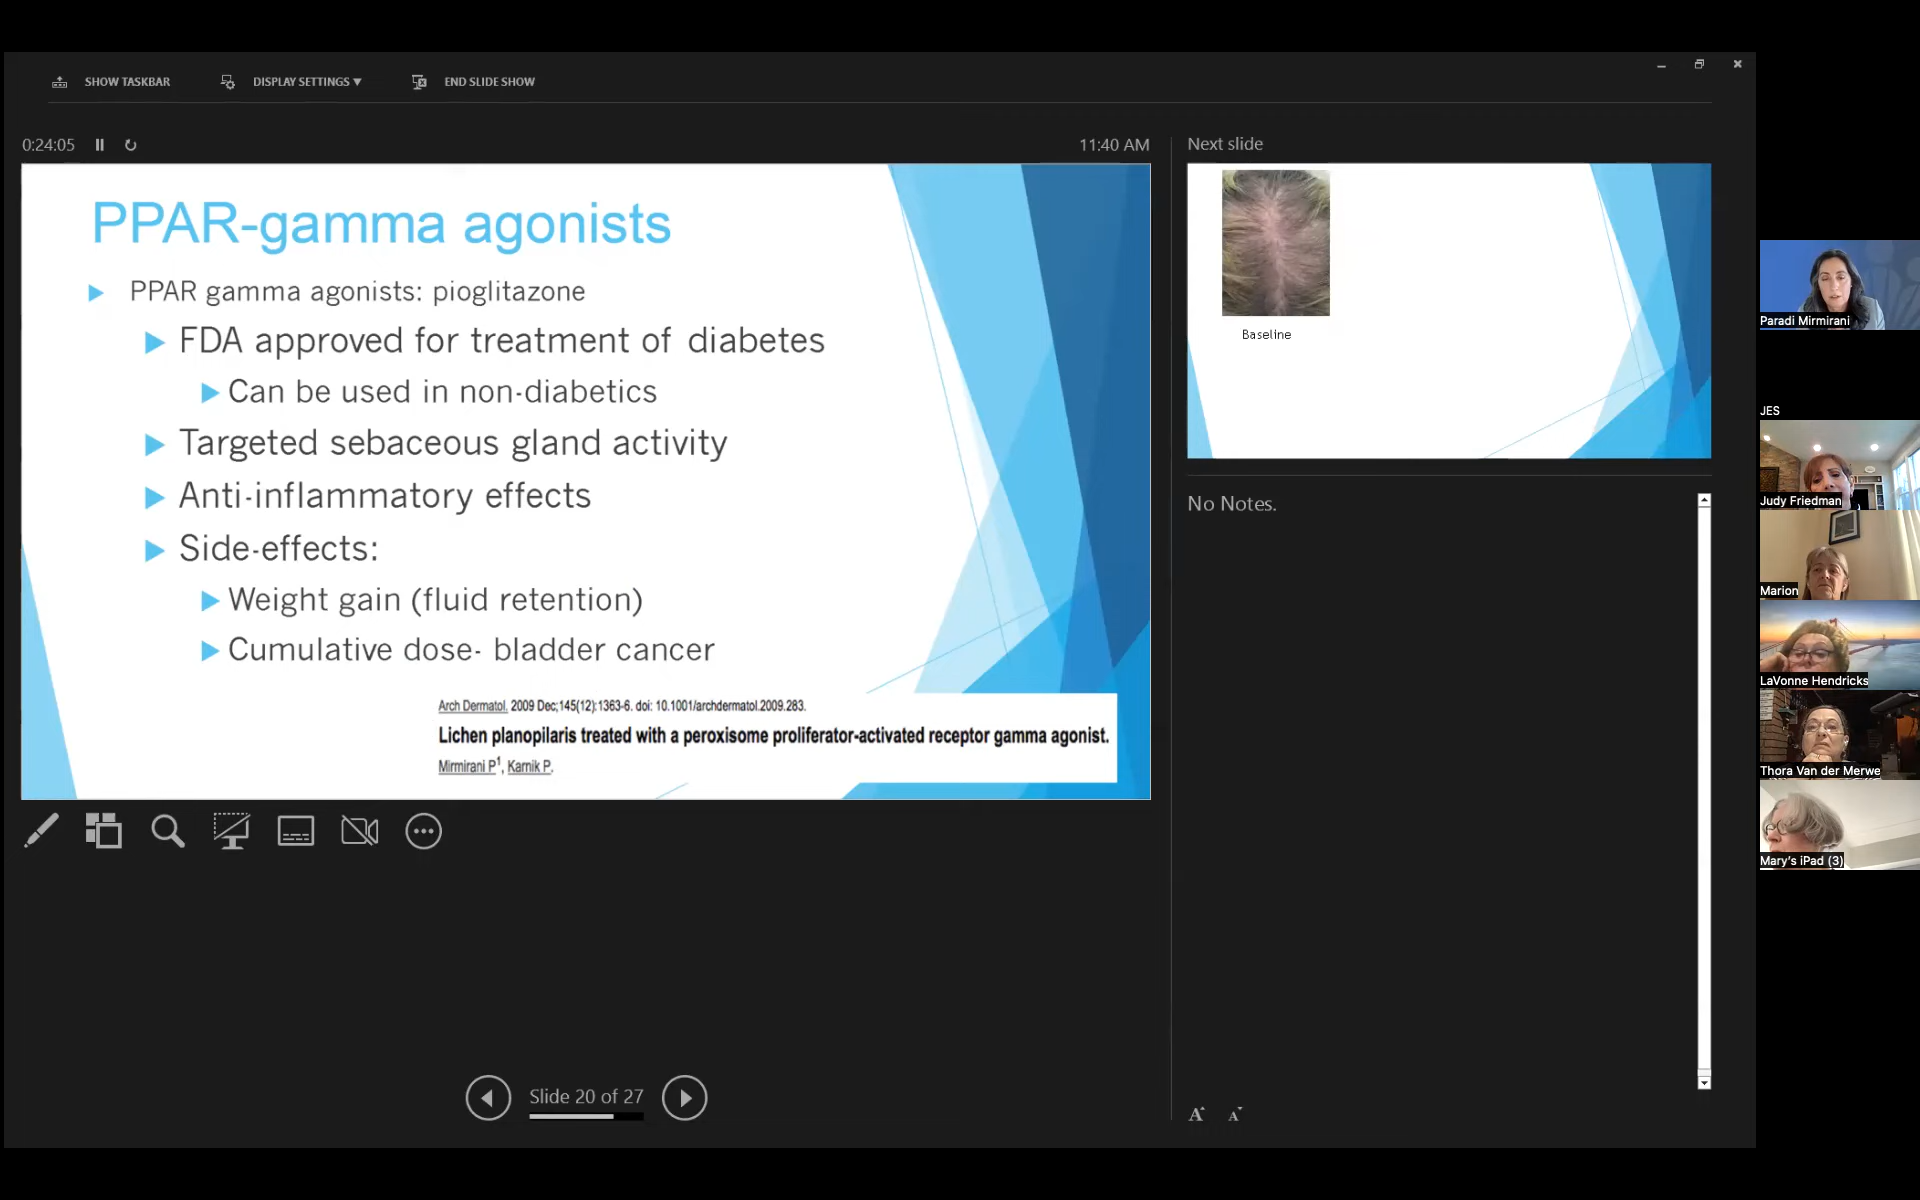 SHOW TASKBAR
DISPLAY SETTINGS ▼
END SLIDE SHOW
0:24:05
11:40 AM
PPAR-gamma agonists
PPAR gamma agonists: pioglitazone
FDA approved for treatment of diabetes
Can be used in non-diabetics
Targeted sebaceous gland activity
Anti-inflammatory effects
Side-effects:
Weight gain (fluid retention)
Cumulative dose- bladder cancer
Arch Dermatol. 2009 Dec;145(12):1363-6. doi: 10.1001/archdermatol.2009.283.
Lichen planopilaris treated with a peroxisome proliferator-activated receptor gamma agonist.
Mirmirani P1, Karnik P.
Slide 20 of 27
Next slide
Baseline
No Notes.
A A
Paradi Mirmirani
JES
Judy Friedman
Marion
LaVonne Hendricks
Thora Van der Merwe
Mary's iPad (3)